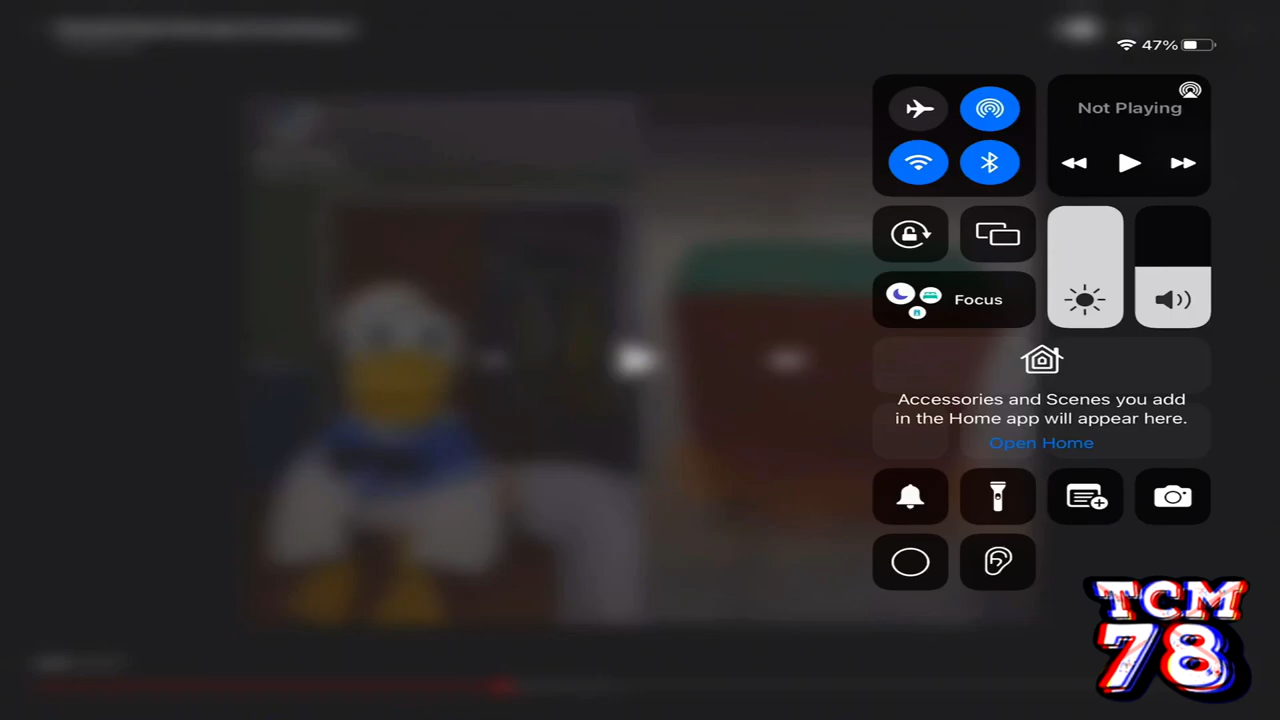 47%
Not Playing
Focus
Accessories and Scenes you add
in the Home app will appear here.
Open Home
TCM
78